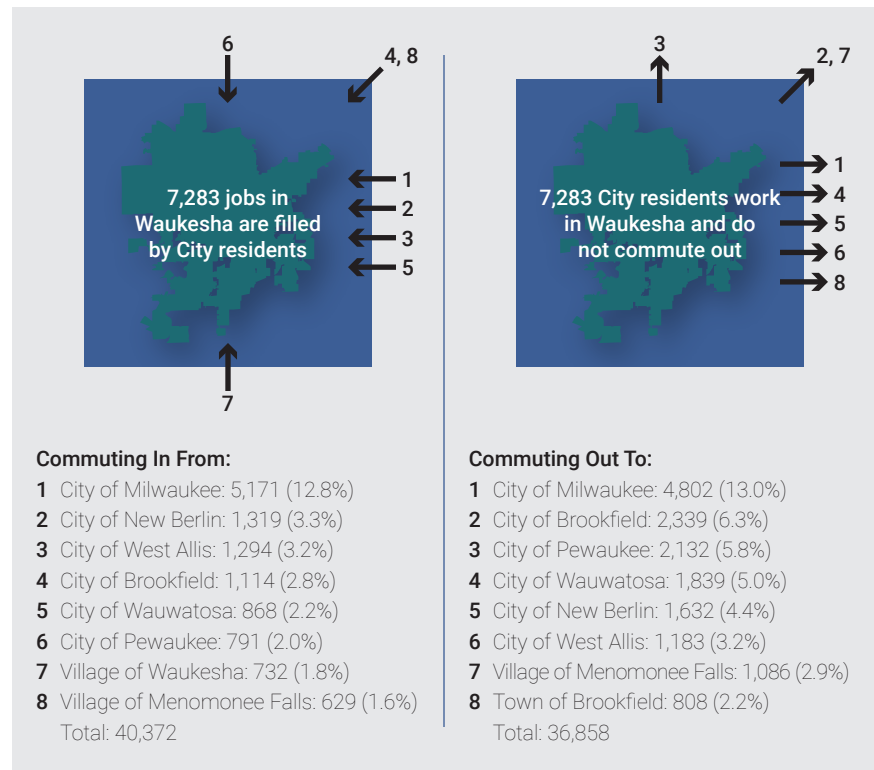 6
4, 8
1
2
3
5
7
7,283 jobs in
Waukesha are filled
by City residents
Commuting In From:
1 City of Milwaukee: 5,171 (12.8%)
2 City of New Berlin: 1,319 (3.3%)
3 City of West Allis: 1,294 (3.2%)
4 City of Brookfield: 1,114 (2.8%)
5 City of Wauwatosa: 868 (2.2%)
6 City of Pewaukee: 791 (2.0%)
7 Village of Waukesha: 732 (1.8%)
8 Village of Menomonee Falls: 629 (1.6%)
Total: 40,372
3
2, 7
1
4
5
6
8
7,283 City residents work
in Waukesha and do
not commute out
Commuting Out To:
1 City of Milwaukee: 4,802 (13.0%)
2 City of Brookfield: 2,339 (6.3%)
3 City of Pewaukee: 2,132 (5.8%)
4 City of Wauwatosa: 1,839 (5.0%)
5 City of New Berlin: 1,632 (4.4%)
6 City of West Allis: 1,183 (3.2%)
7 Village of Menomonee Falls: 1,086 (2.9%)
8 Town of Brookfield: 808 (2.2%)
Total: 36,858